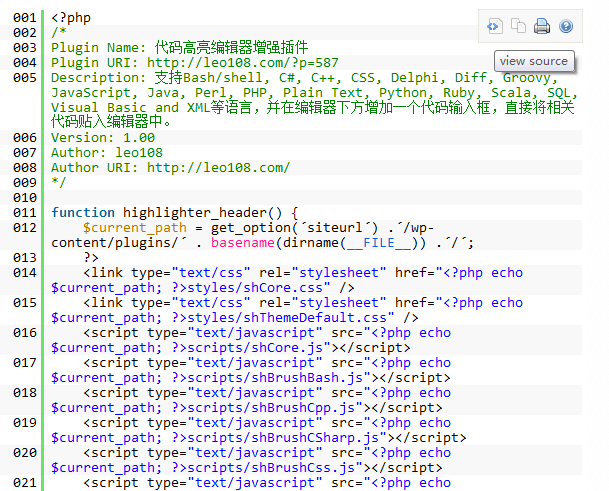 001 <?php
002 /*
003 Plugin Name: 代码高亮编辑器增强插件
004 Plugin URI: http://leo108.com/?p=587
view source
005 Description: 支持Bash/shell, C#, C++, CSS, Delphi, Diff, Groovy,
JavaScript, Java, Perl, PHP, Plain Text, Python, Ruby, Scala, SQL,
Visual Basic and XML等语言，并在编辑器下方增加一个代码输入框，直接将相关
代码贴入编辑器中。
006 Version: 1.00
007 Author: leo108
008 Author URI: http://leo108.com/
009 */
010
011 function highlighter_header() {
012 $current_path = get_option(´siteurl´) .´/wp-
content/plugins/´ . basename(dirname(__FILE__)) .´/´;
013 ?>
014 <link type="text/css" rel="stylesheet" href="<?php echo
$current_path; ?>styles/shCore.css" />
015 <link type="text/css" rel="stylesheet" href="<?php echo
$current_path; ?>styles/shThemeDefault.css" />
016 <script type="text/javascript" src="<?php echo
$current_path; ?>scripts/shCore.js"></script>
017 <script type="text/javascript" src="<?php echo
$current_path; ?>scripts/shBrushBash.js"></script>
018 <script type="text/javascript" src="<?php echo
$current_path; ?>scripts/shBrushCpp.js"></script>
019 <script type="text/javascript" src="<?php echo
$current_path; ?>scripts/shBrushCSharp.js"></script>
020 <script type="text/javascript" src="<?php echo
$current_path; ?>scripts/shBrushCss.js"></script>
021 <script type="text/javascript" src="<?php echo